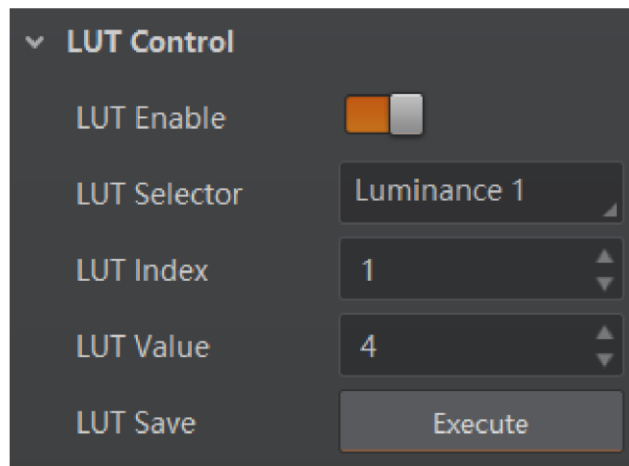 LUT Control
LUT Enable
LUT Selector Luminance 1
LUT Index 1
LUT Value 4
LUT Save Execute